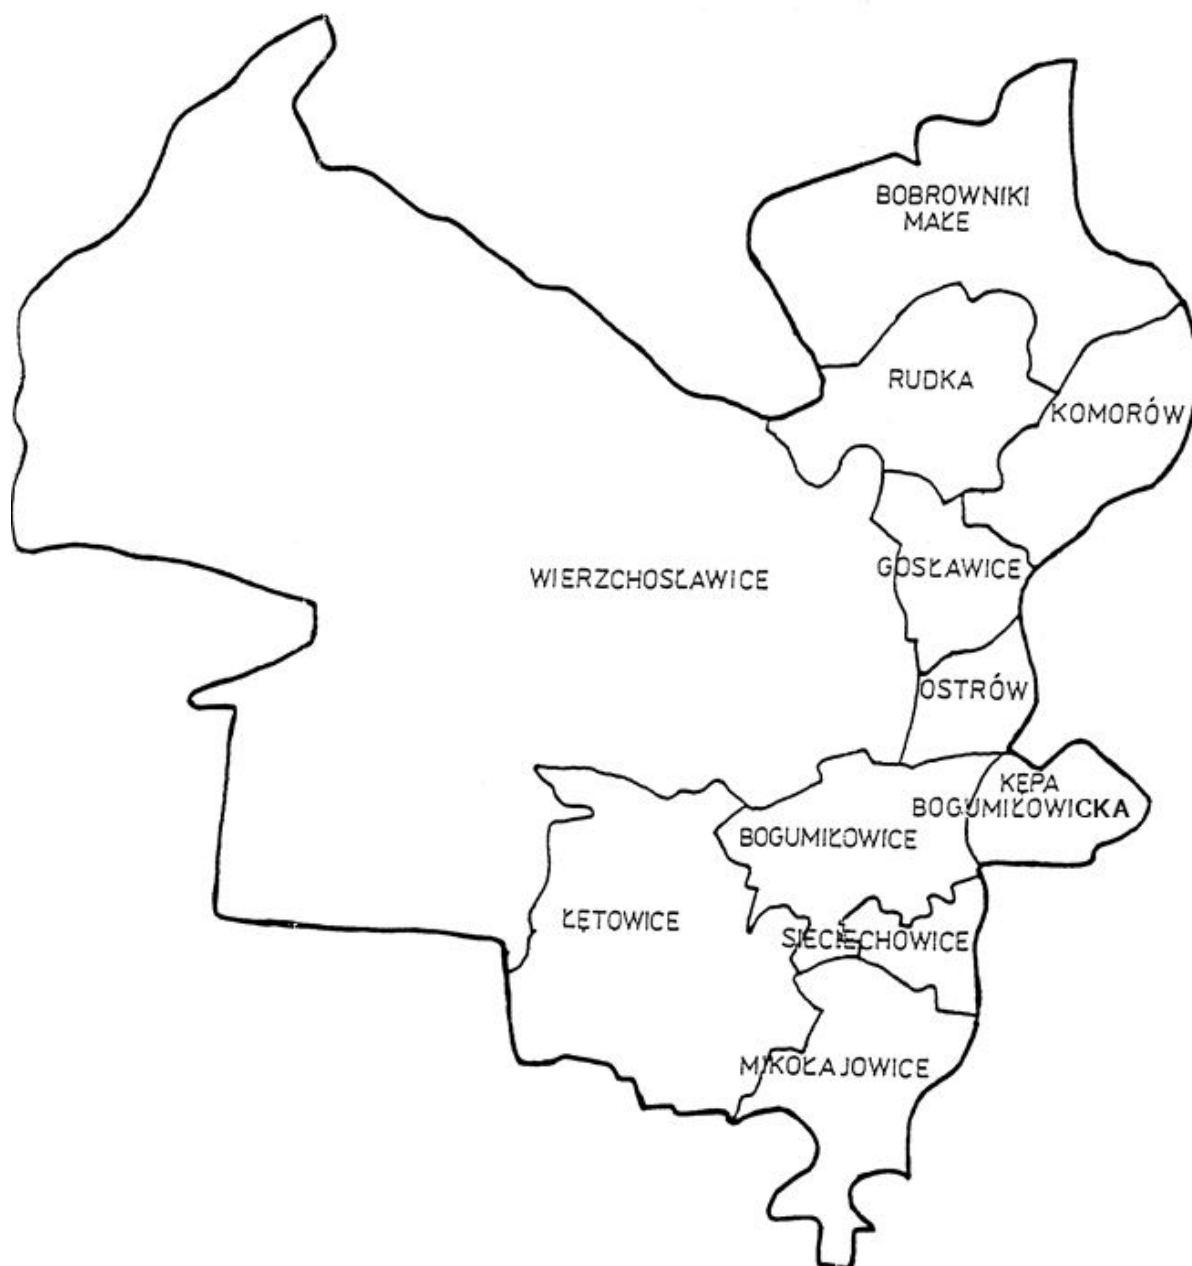 BOBROWNIKI
MAŁE
RUDKA
KOMORÓW
WIERZCHOSŁAWICE
GOSŁAWICE
OSTRÓW
KĘPA
BOGUMIŁOWICKA
BOGUMIŁOWICE
ŁĘTOWICE
SIECIECHOWICE
MIKOŁAJOWICE